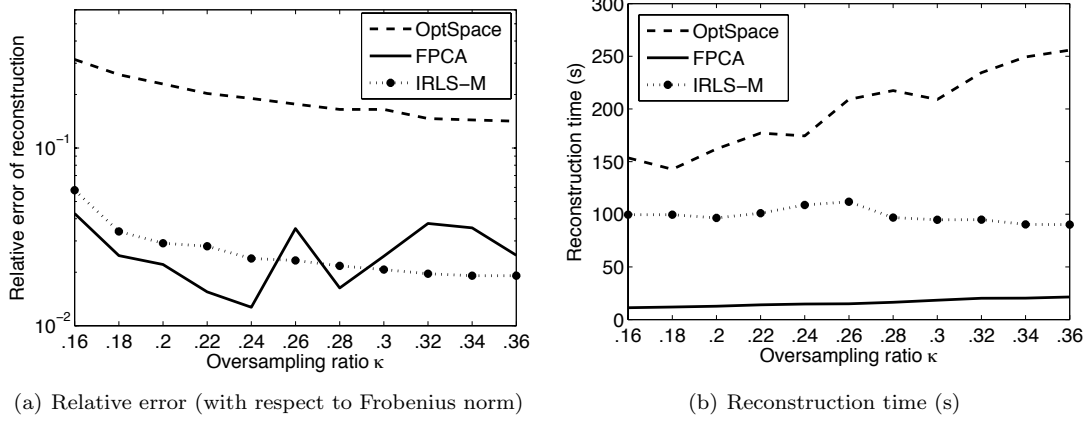 OptSpace
FPCA
IRLS−M
Relative error of reconstruction
10⁻¹
10⁻²
.16 .18 .2 .22 .24 .26 .28 .3 .32 .34 .36
Oversampling ratio κ
(a) Relative error (with respect to Frobenius norm)
300
250
200
150
100
50
0
OptSpace
FPCA
IRLS−M
Reconstruction time (s)
.16 .18 .2 .22 .24 .26 .28 .3 .32 .34 .36
Oversampling ratio κ
(b) Reconstruction time (s)